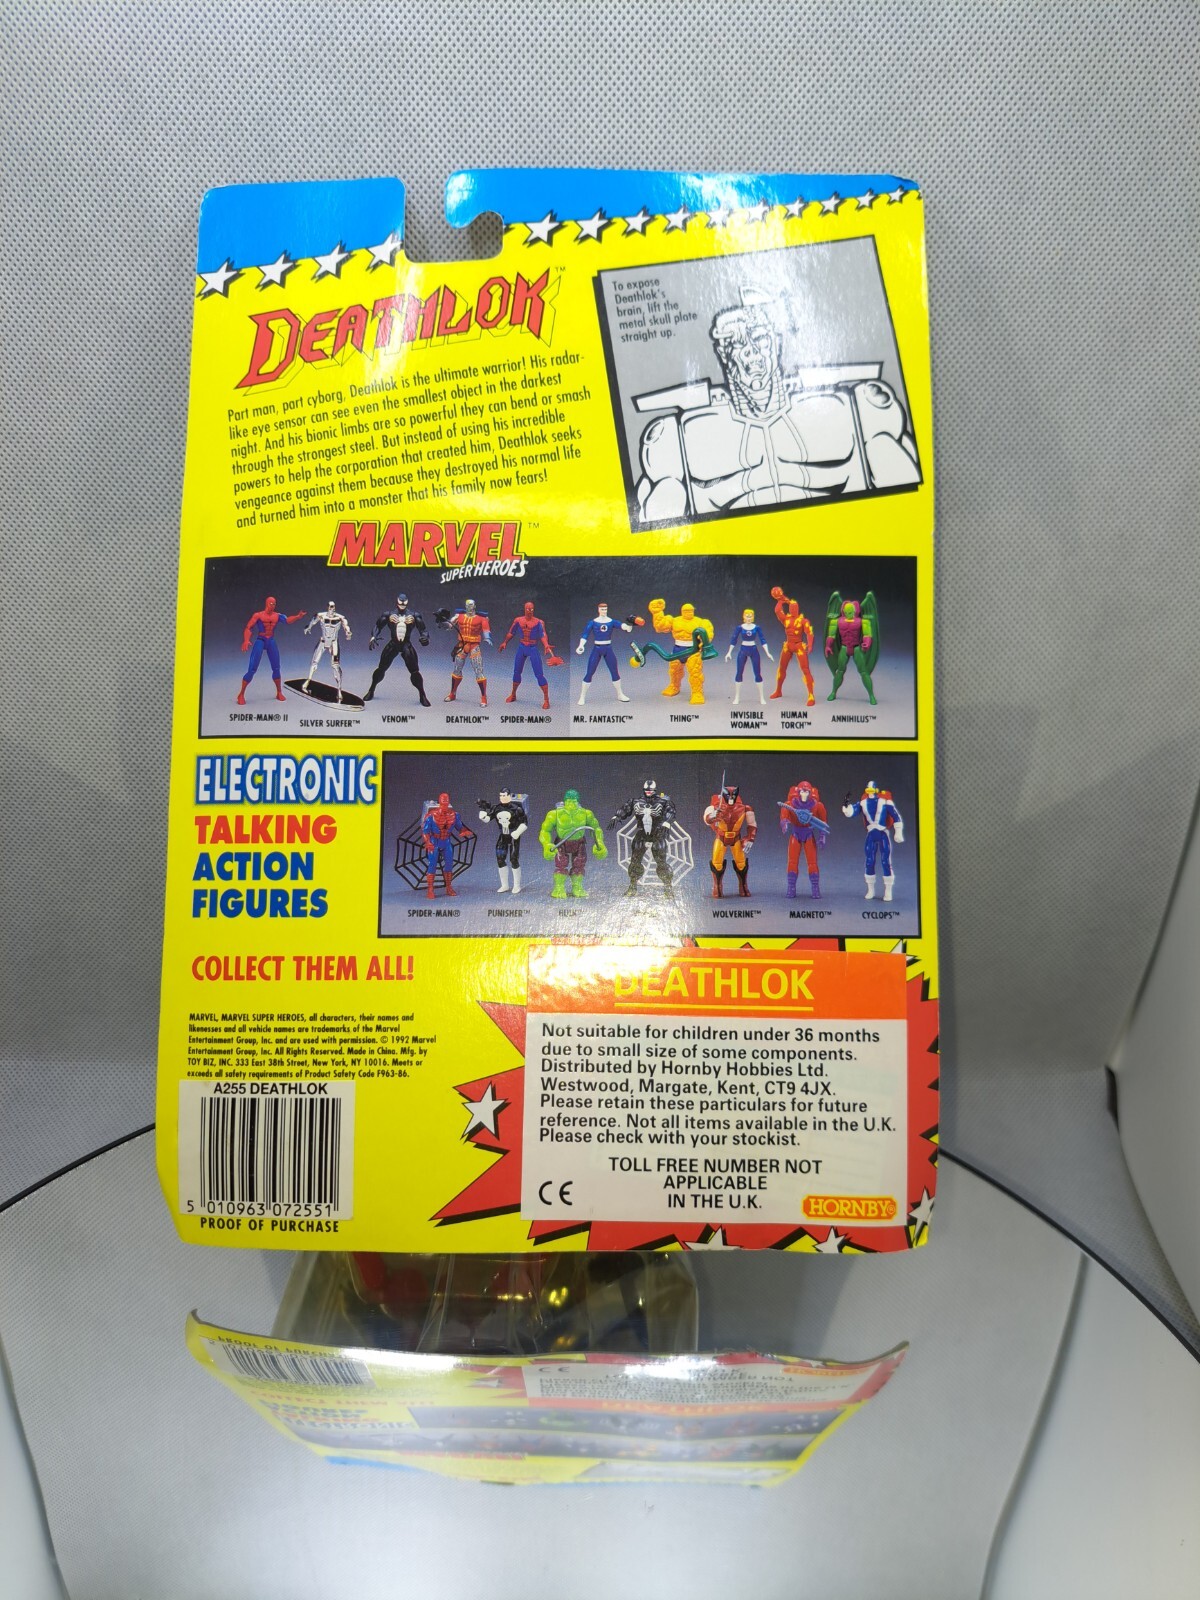 DEATHLOK™
Part man, part cyborg, Deathlok is the ultimate warrior! His radar-
like eye sensor can see even the smallest object in the darkest
night. And his bionic limbs are so powerful they can bend or smash
through the strongest steel. But instead of using his incredible
powers to help the corporation that created him, Deathlok seeks
vengeance against them because they destroyed his normal life
and turned him into a monster that his family now fears!
To expose
Deathlok's
brain, lift the
metal skull plate
straight up.
MARVEL™
SUPER HEROES
SPIDER-MAN® II
SILVER SURFER™
VENOM™
DEATHLOK™
SPIDER-MAN®
MR. FANTASTIC™
THING™
INVISIBLE
WOMAN™
HUMAN
TORCH™
ANNIHILUS™
ELECTRONIC
TALKING
ACTION
FIGURES
SPIDER-MAN®
PUNISHER™
HULK™
WOLVERINE™
MAGNETO™
CYCLOPS™
COLLECT THEM ALL!
MARVEL, MARVEL SUPER HEROES, all characters, their names and
likenesses and all vehicle names are trademarks of the Marvel
Entertainment Group, Inc. and are used with permission. © 1992 Marvel
Entertainment Group, Inc. All Rights Reserved. Made in China. Mfg. by
TOY BIZ, INC. 333 East 38th Street, New York, NY 10016. Meets or
exceeds all safety requirements of Product Safety Code F963-86.
A255 DEATHLOK
5 010963 072551
PROOF OF PURCHASE
DEATHLOK
Not suitable for children under 36 months
due to small size of some components.
Distributed by Hornby Hobbies Ltd.
Westwood, Margate, Kent, CT9 4JX.
Please retain these particulars for future
reference. Not all items available in the U.K.
Please check with your stockist.
TOLL FREE NUMBER NOT
APPLICABLE
IN THE U.K.
CE
HORNBY®